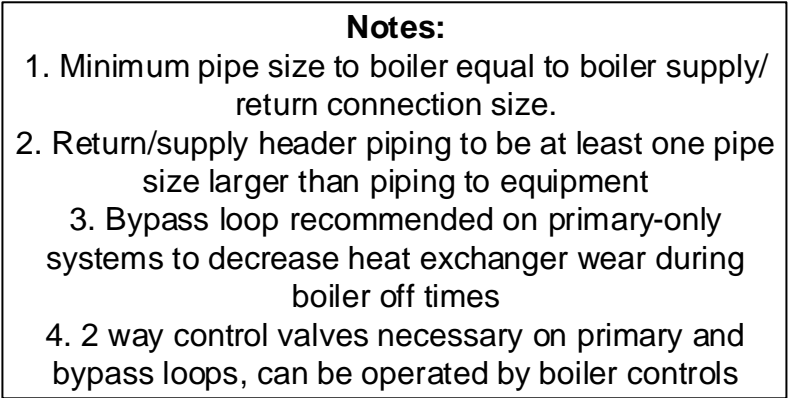 Notes:
1. Minimum pipe size to boiler equal to boiler supply/
return connection size.
2. Return/supply header piping to be at least one pipe
size larger than piping to equipment
3. Bypass loop recommended on primary-only
systems to decrease heat exchanger wear during
boiler off times
4. 2 way control valves necessary on primary and
bypass loops, can be operated by boiler controls